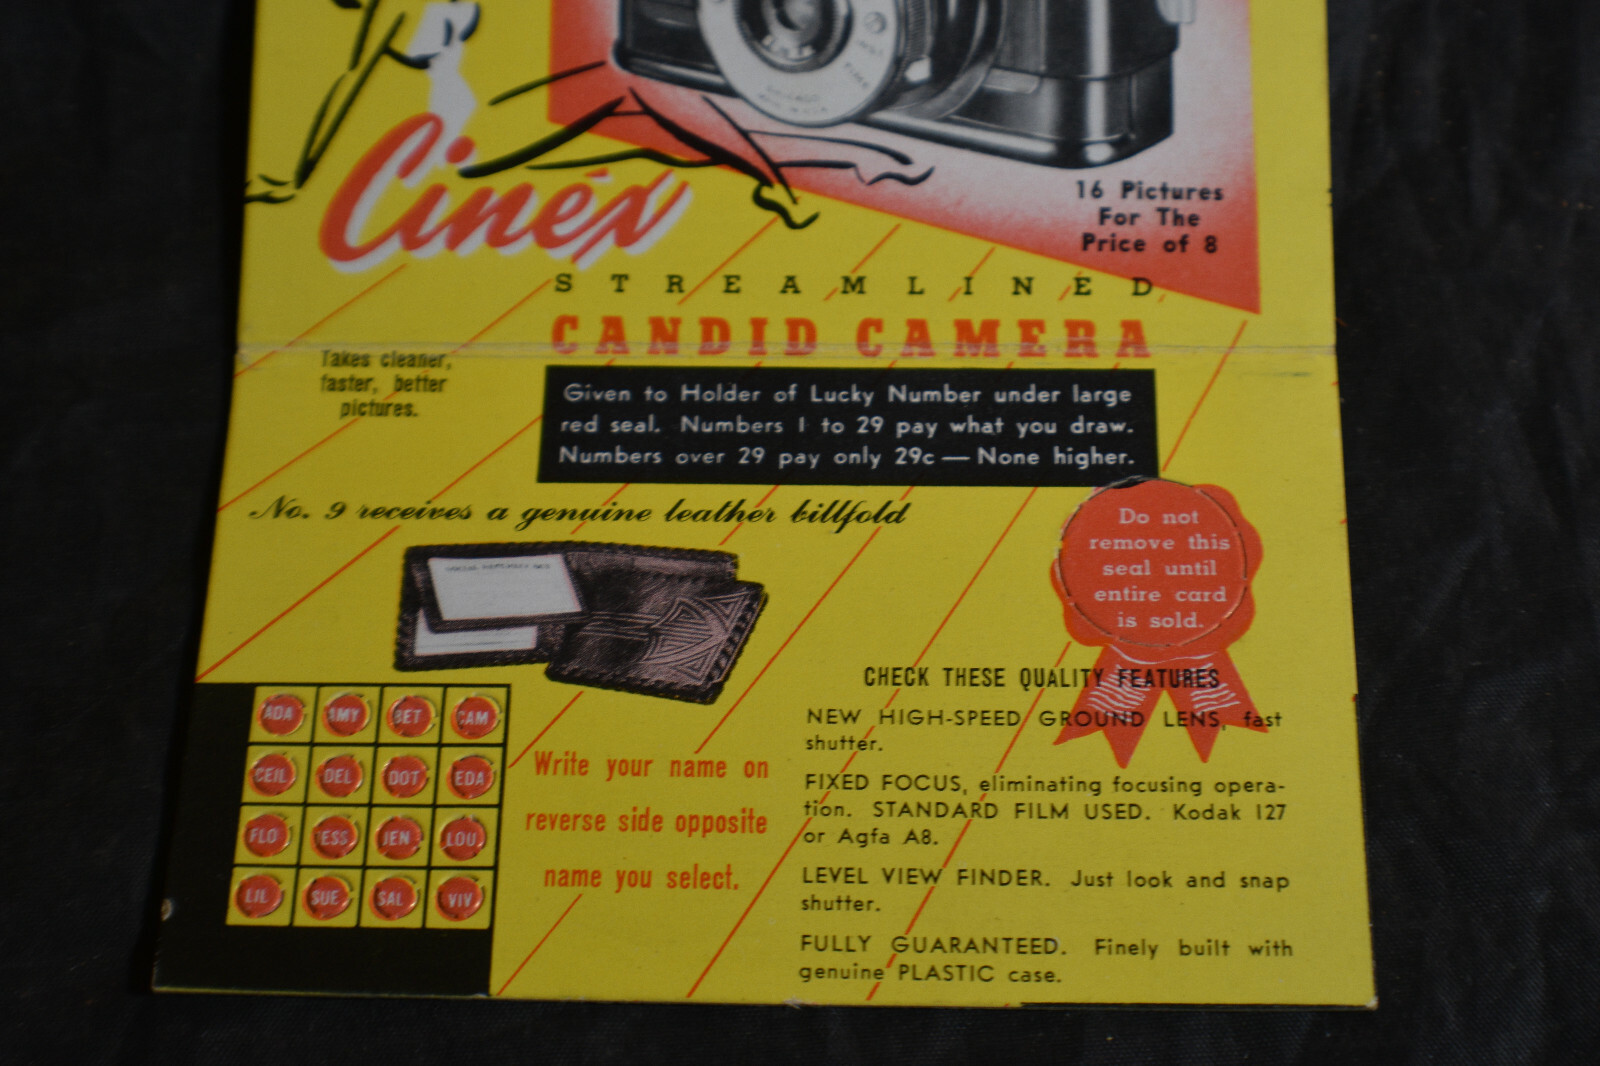 16 Pictures
For The
Price of 8
Cinéx
STREAMLINED
CANDID CAMERA
Takes cleaner,
faster, better
pictures.
Given to Holder of Lucky Number under large
red seal. Numbers 1 to 29 pay what you draw.
Numbers over 29 pay only 29c — None higher.
No. 9 receives a genuine leather billfold
Do not
remove this
seal until
entire card
is sold.
ADA AMY BET CAM
CEIL DEL DOT EDA
FLO JEN LOU
LIL SUE SAL VIV
Write your name on
reverse side opposite
name you select.
CHECK THESE QUALITY FEATURES
NEW HIGH-SPEED GROUND LENS, fast
shutter.
FIXED FOCUS, eliminating focusing opera-
tion. STANDARD FILM USED. Kodak 127
or Agfa A8.
LEVEL VIEW FINDER. Just look and snap
shutter.
FULLY GUARANTEED. Finely built with
genuine PLASTIC case.